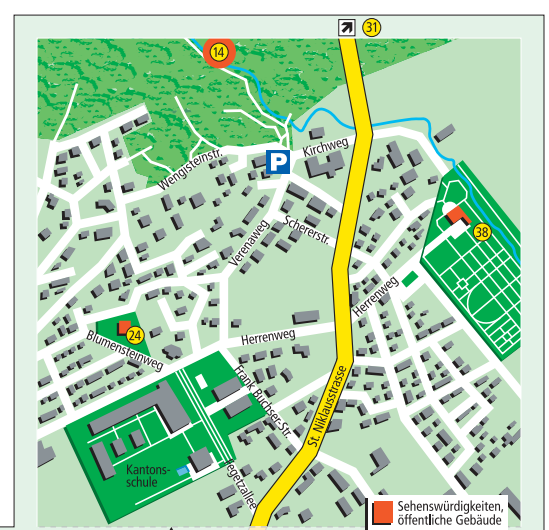 31
14
P
Kirchweg
Wengisteinstr.
Schererstr.
Verenaweg
38
Herrenweg
24
Blumensteinweg
Herrenweg
Frank Buchser-Str.
St. Niklausstrasse
Kantons-
schule
Fegetzallee
Sehenswürdigkeiten,
öffentliche Gebäude